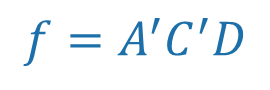 f = A′C′D